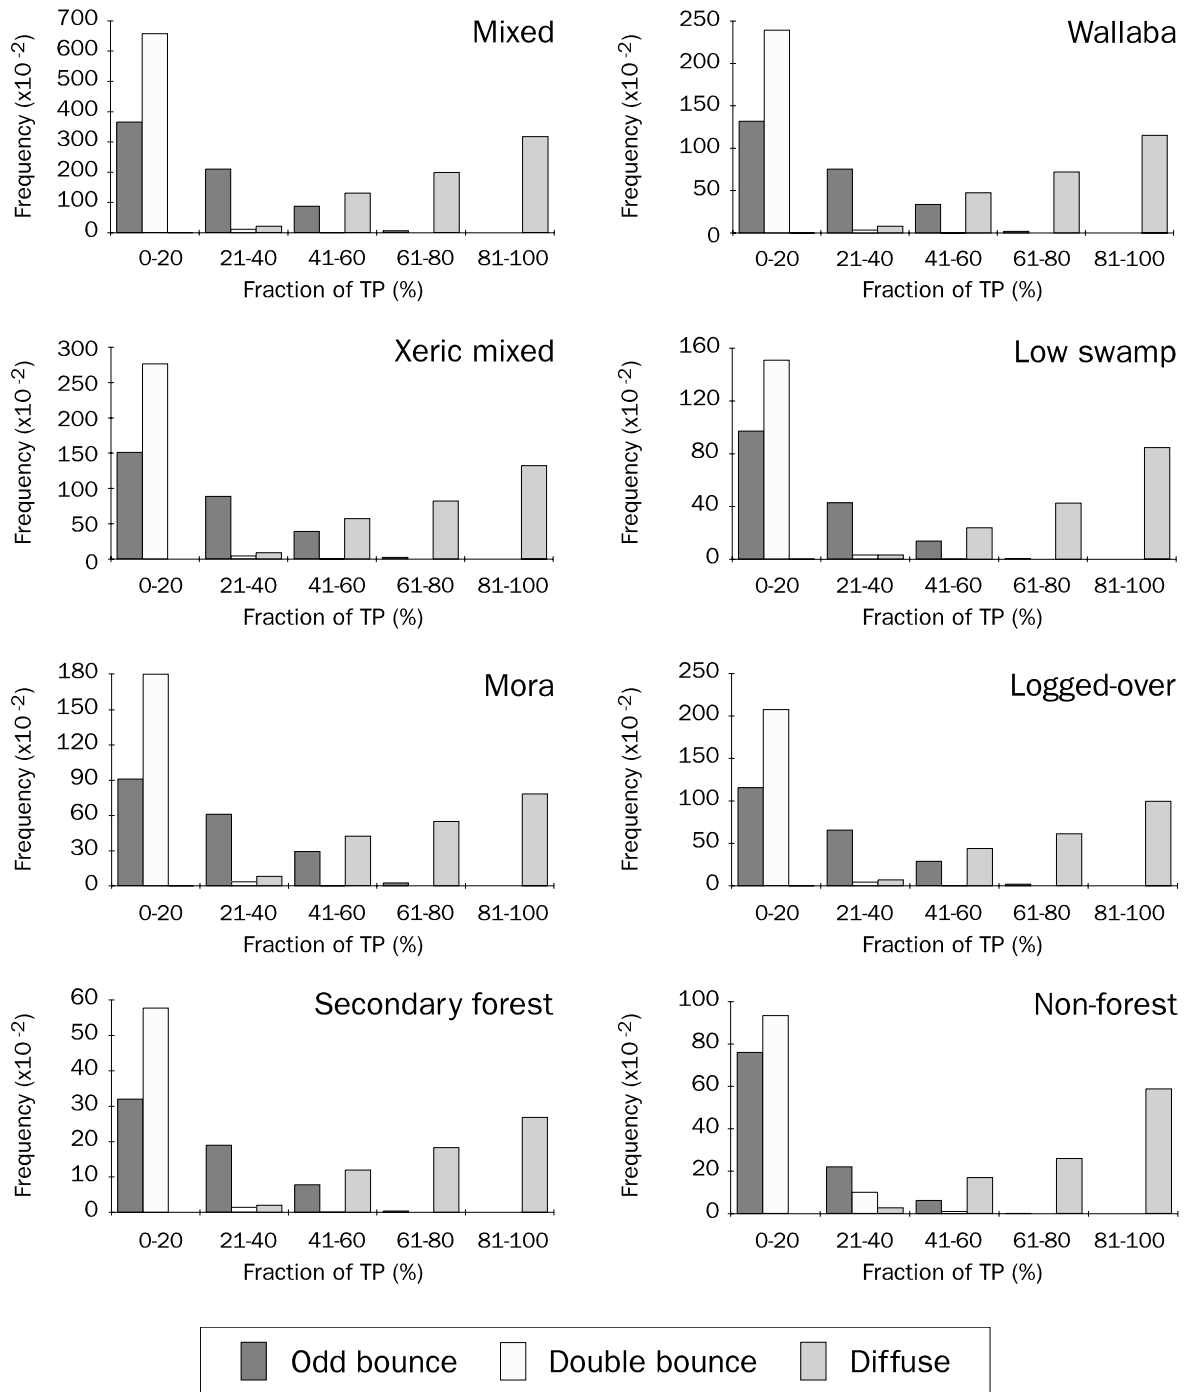 Mixed
Frequency (x10-2)
700
600
500
400
300
200
100
0
0-20 21-40 41-60 61-80 81-100
Fraction of TP (%)
Wallaba
Frequency (x10-2)
250
200
150
100
50
0
0-20 21-40 41-60 61-80 81-100
Fraction of TP (%)
Xeric mixed
Frequency (x10-2)
300
250
200
150
100
50
0
0-20 21-40 41-60 61-80 81-100
Fraction of TP (%)
Low swamp
Frequency (x10-2)
160
120
80
40
0
0-20 21-40 41-60 61-80 81-100
Fraction of TP (%)
Mora
Frequency (x10-2)
180
150
120
90
60
30
0
0-20 21-40 41-60 61-80 81-100
Fraction of TP (%)
Logged-over
Frequency (x10-2)
250
200
150
100
50
0
0-20 21-40 41-60 61-80 81-100
Fraction of TP (%)
Secondary forest
Frequency (x10-2)
60
50
40
30
20
10
0
0-20 21-40 41-60 61-80 81-100
Fraction of TP (%)
Non-forest
Frequency (x10-2)
100
80
60
40
20
0
0-20 21-40 41-60 61-80 81-100
Fraction of TP (%)
Odd bounce Double bounce Diffuse